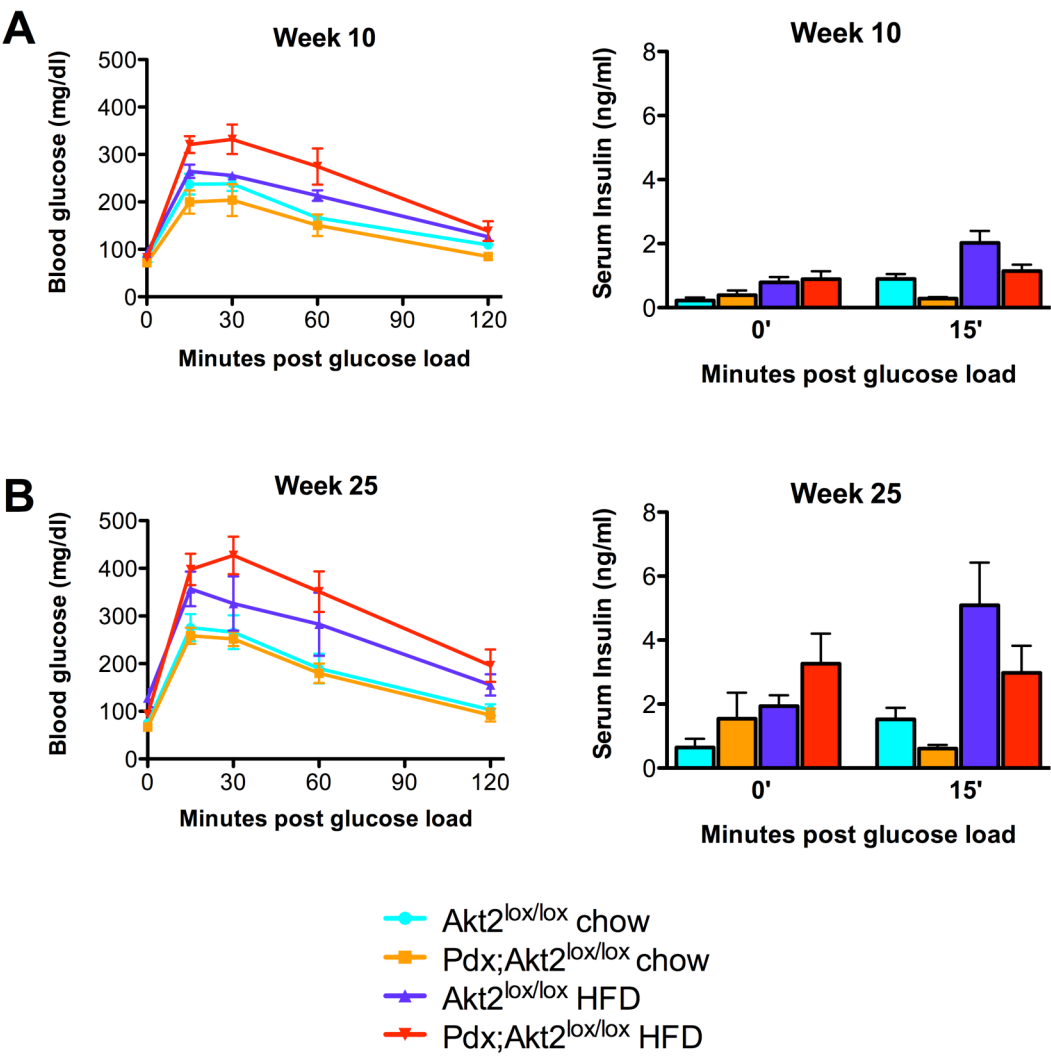 A
Week 10
Blood glucose (mg/dl)
500
400
300
200
100
0
0 30 60 90 120
Minutes post glucose load
Week 10
Serum Insulin (ng/ml)
8
6
4
2
0
0' 15'
Minutes post glucose load
B
Week 25
Blood glucose (mg/dl)
500
400
300
200
100
0
0 30 60 90 120
Minutes post glucose load
Week 25
Serum Insulin (ng/ml)
8
6
4
2
0
0' 15'
Minutes post glucose load
Akt2lox/lox chow
Pdx;Akt2lox/lox chow
Akt2lox/lox HFD
Pdx;Akt2lox/lox HFD